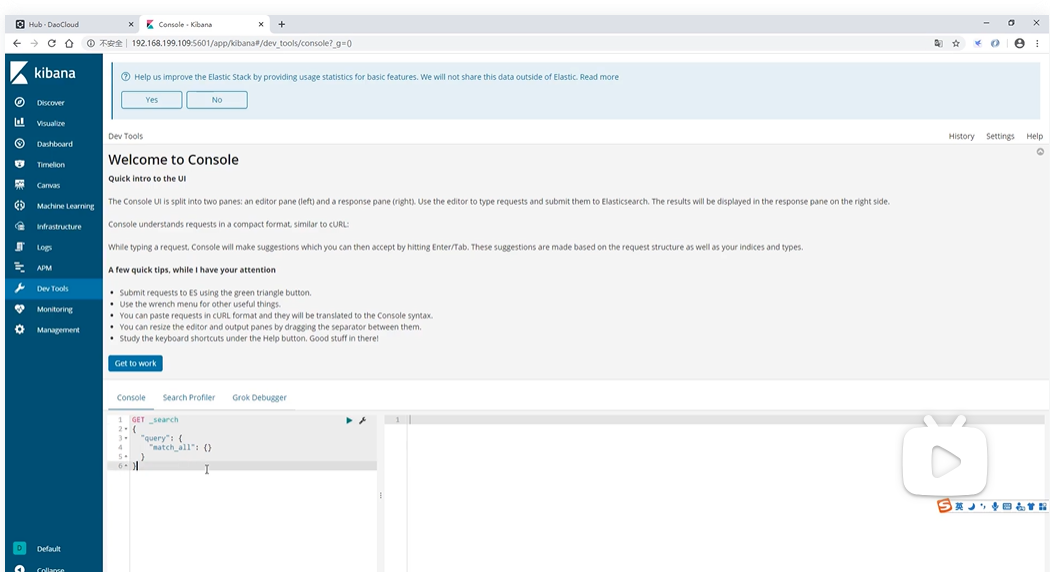 Hub - DaoCloud
Console - Kibana
不安全 | 192.168.199.109:5601/app/kibana#/dev_tools/console?_g=()
kibana
Discover
Visualize
Dashboard
Timelion
Canvas
Machine Learning
Infrastructure
Logs
APM
Dev Tools
Monitoring
Management
D Default
Collapse
Help us improve the Elastic Stack by providing usage statistics for basic features. We will not share this data outside of Elastic. Read more
Yes No
Dev Tools
History Settings Help
Welcome to Console
Quick intro to the UI
The Console UI is split into two panes: an editor pane (left) and a response pane (right). Use the editor to type requests and submit them to Elasticsearch. The results will be displayed in the response pane on the right side.
Console understands requests in a compact format, similar to cURL:
While typing a request, Console will make suggestions which you can then accept by hitting Enter/Tab. These suggestions are made based on the request structure as well as your indices and types.
A few quick tips, while I have your attention
• Submit requests to ES using the green triangle button.
• Use the wrench menu for other useful things.
• You can paste requests in cURL format and they will be translated to the Console syntax.
• You can resize the editor and output panes by dragging the separator between them.
• Study the keyboard shortcuts under the Help button. Good stuff in there!
Get to work
Console Search Profiler Grok Debugger
1 GET _search
2 {
3 "query": {
4 "match_all": {}
5 }
6 }
1
S 英